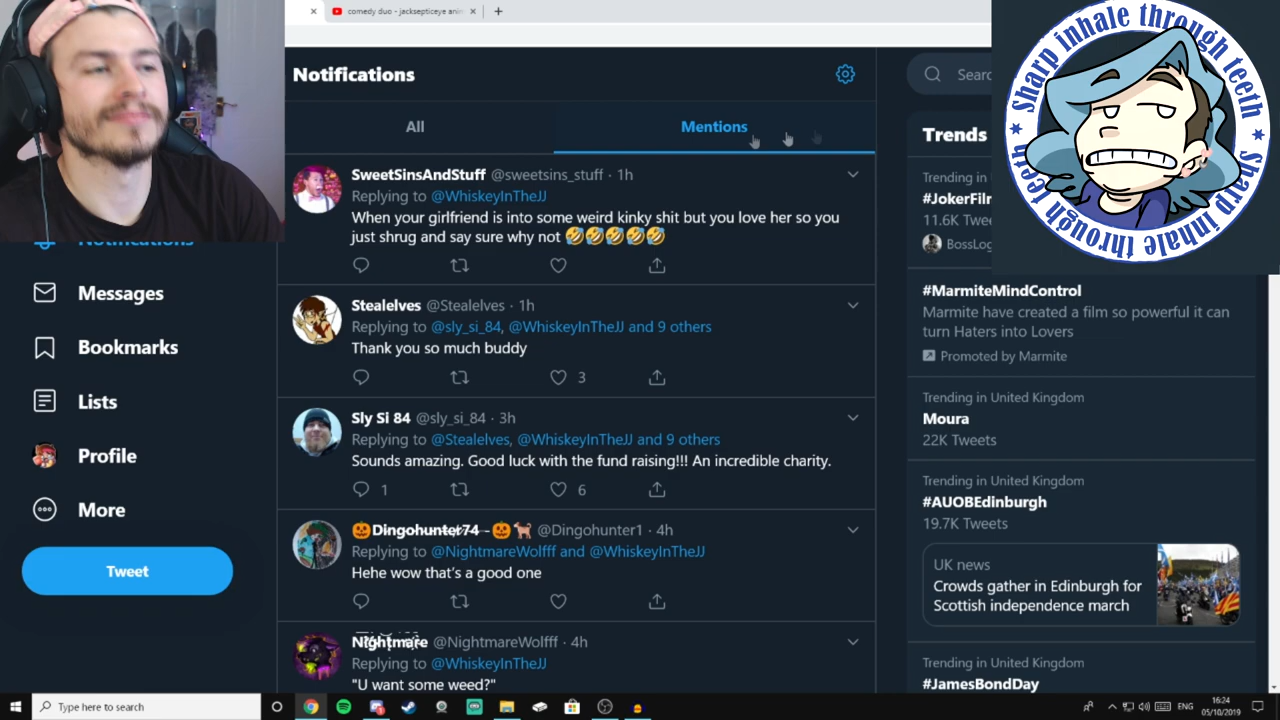 comedy duo - jacksepticeye anim
Notifications
Searc
Sharp inhale through teeth
Sharp inhale through teeth
All
Mentions
Trends
SweetSinsAndStuff @sweetsins_stuff · 1h
Replying to @WhiskeyInTheJJ
When your girlfriend is into some weird kinky shit but you love her so you
just shrug and say sure why not 🤣🤣🤣🤣🤣
Stealelves @Stealelves · 1h
Replying to @sly_si_84, @WhiskeyInTheJJ and 9 others
Thank you so much buddy
3
Sly Si 84 @sly_si_84 · 3h
Replying to @Stealelves, @WhiskeyInTheJJ and 9 others
Sounds amazing. Good luck with the fund raising!!! An incredible charity.
1 6
🎃Dingohunter74 -🎃🐕 @Dingohunter1 · 4h
Replying to @NightmareWolfff and @WhiskeyInTheJJ
Hehe wow that's a good one
Nightmare @NightmareWolfff · 4h
Replying to @WhiskeyInTheJJ
"U want some weed?"
Notifications
Messages
Bookmarks
Lists
Profile
More
Tweet
Trending in
#JokerFilm
11.6K Twee
BossLog
#MarmiteMindControl
Marmite have created a film so powerful it can
turn Haters into Lovers
Promoted by Marmite
Trending in United Kingdom
Moura
22K Tweets
Trending in United Kingdom
#AUOBEdinburgh
19.7K Tweets
UK news
Crowds gather in Edinburgh for
Scottish independence march
Trending in United Kingdom
#JamesBondDay
Type here to search
ENG
16:24
05/10/2019